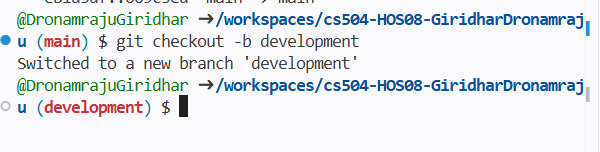 @DronamrajuGiridhar ➜/workspaces/cs504-HOS08-GiridharDronamraj
u (main) $ git checkout -b development
Switched to a new branch 'development'
@DronamrajuGiridhar ➜/workspaces/cs504-HOS08-GiridharDronamraj
u (development) $